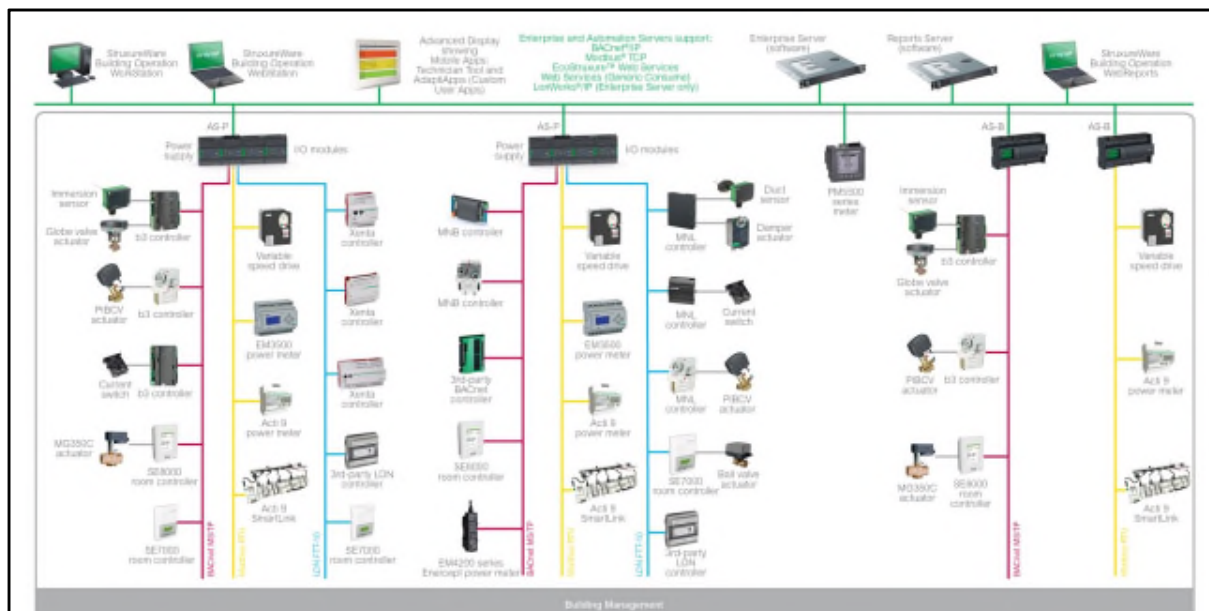 StruxureWare
Building Operation
Workstation
StruxureWare
Building Operation
WebStation
Advanced Display
showing
Mobile Apps:
Technician Tool and
AdaptiApps (Custom
User Apps)
Enterprise and Automation Servers support:
BACnet®/IP
Modbus® TCP
EcoStruxure™ Web Services
Web Services (Generic Consume)
LonWorks®/IP (Enterprise Server only)
Enterprise Server
(software)
Reports Server
(software)
StruxureWare
Building Operation
WebReports
AS-P
Power
supply
I/O modules
AS-P
Power
supply
I/O modules
AS-B
AS-B
Immersion
sensor
Globe valve
actuator
b3 controller
PIBCV
actuator
b3 controller
Current
switch
b3 controller
MG350C
actuator
SE8000
room controller
SE7000
room controller
BACnet MS/TP
Variable
speed drive
EM3500
power meter
Acti 9
power meter
Acti 9
SmartLink
Modbus RTU
Xenta
controller
Xenta
controller
Xenta
controller
3rd-party LON
controller
SE7000
room controller
LON (FTT-10)
MNB controller
MNB controller
3rd-party
BACnet
controller
SE8000
room controller
EM4200 series
Enercept power meter
BACnet MS/TP
Variable
speed drive
EM3500
power meter
Acti 9
power meter
Acti 9
SmartLink
Modbus RTU
MNL
controller
Duct
sensor
Damper
actuator
MNL
controller
Current
switch
MNL
controller
PIBCV
actuator
SE7000
room controller
Ball valve
actuator
3rd-party
LON
controller
LON (FTT-10)
PM5500
series
meter
Immersion
sensor
b3 controller
Globe valve
actuator
PIBCV
actuator
b3 controller
MG350C
actuator
SE8000
room
controller
BACnet MS/TP
Variable
speed drive
Acti 9
power meter
Acti 9
SmartLink
Modbus RTU
Building Management